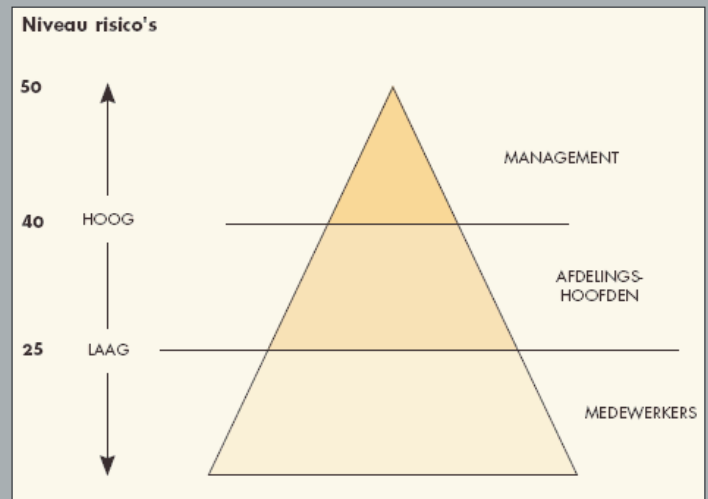 Niveau risico's
50
MANAGEMENT
40 HOOG
AFDELINGS-
HOOFDEN
25 LAAG
MEDEWERKERS